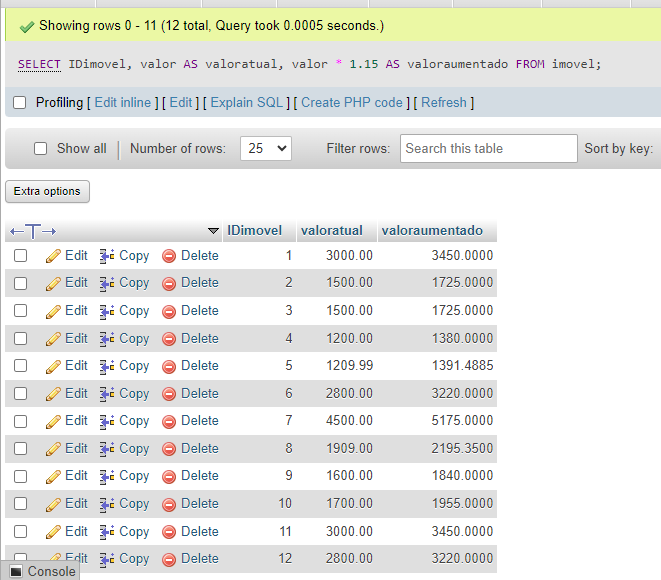 Showing rows 0 - 11 (12 total, Query took 0.0005 seconds.)
SELECT IDimovel, valor AS valoratual, valor * 1.15 AS valoraumentado FROM imovel;
Profiling [ Edit inline ] [ Edit ] [ Explain SQL ] [ Create PHP code ] [ Refresh ]
Show all | Number of rows: 25 Filter rows: Search this table Sort by key:
Extra options
←T→ IDimovel valoratual valoraumentado
Edit Copy Delete 1 3000.00 3450.0000
Edit Copy Delete 2 1500.00 1725.0000
Edit Copy Delete 3 1500.00 1725.0000
Edit Copy Delete 4 1200.00 1380.0000
Edit Copy Delete 5 1209.99 1391.4885
Edit Copy Delete 6 2800.00 3220.0000
Edit Copy Delete 7 4500.00 5175.0000
Edit Copy Delete 8 1909.00 2195.3500
Edit Copy Delete 9 1600.00 1840.0000
Edit Copy Delete 10 1700.00 1955.0000
Edit Copy Delete 11 3000.00 3450.0000
Edit Copy Delete 12 2800.00 3220.0000
Console